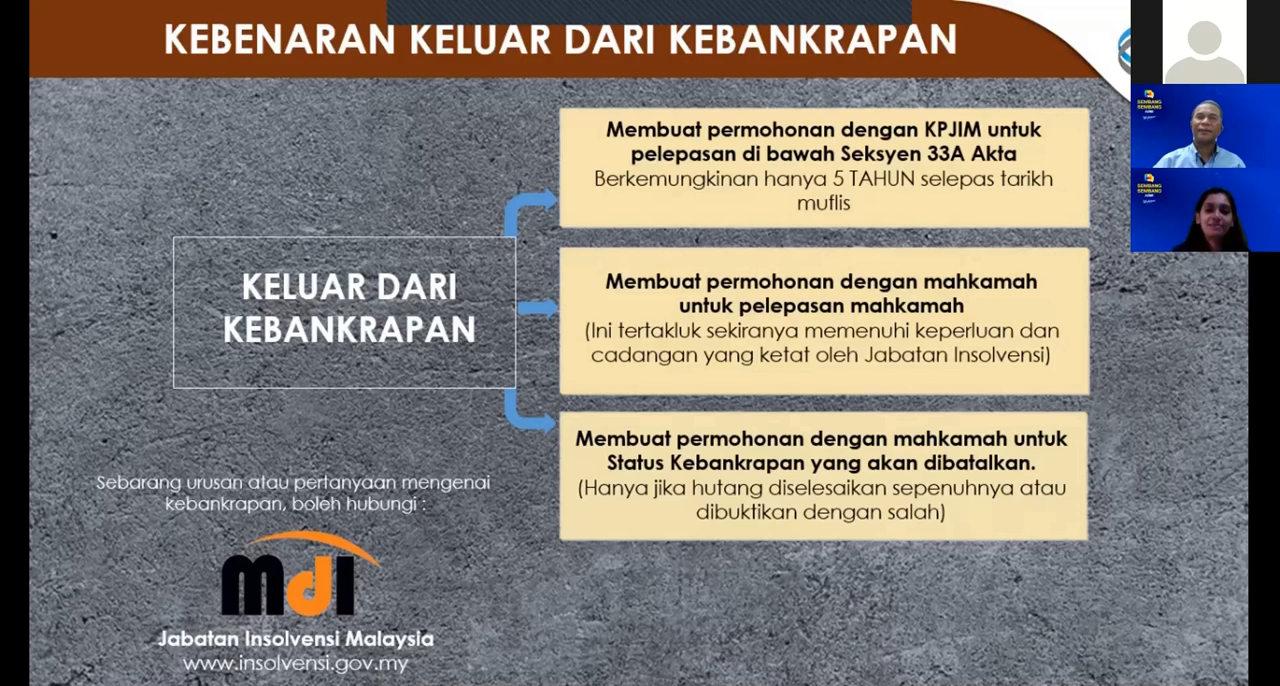 KEBENARAN KELUAR DARI KEBANKRAPAN
Membuat permohonan dengan KPJIM untuk
pelepasan di bawah Seksyen 33A Akta
Berkemungkinan hanya 5 TAHUN selepas tarikh
muflis
KELUAR DARI
KEBANKRAPAN
Membuat permohonan dengan mahkamah
untuk pelepasan mahkamah
(Ini tertakluk sekiranya memenuhi keperluan dan
cadangan yang ketat oleh Jabatan Insolvensi)
Membuat permohonan dengan mahkamah untuk
Status Kebankrapan yang akan dibatalkan.
(Hanya jika hutang diselesaikan sepenuhnya atau
dibuktikan dengan salah)
Sebarang urusan atau pertanyaan mengenai
kebankrapan, boleh hubungi :
MdI
Jabatan Insolvensi Malaysia
www.insolvensi.gov.my
SEMBANG
SEMBANG
SEMBANG
SEMBANG